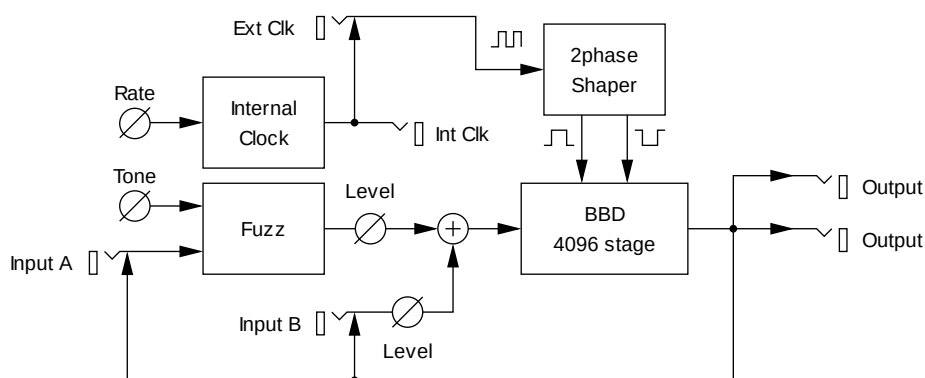 Ext Clk
2phase
Shaper
Rate
Internal
Clock
Int Clk
Tone
Level
Fuzz
+
BBD
4096 stage
Output
Output
Input A
Input B
Level